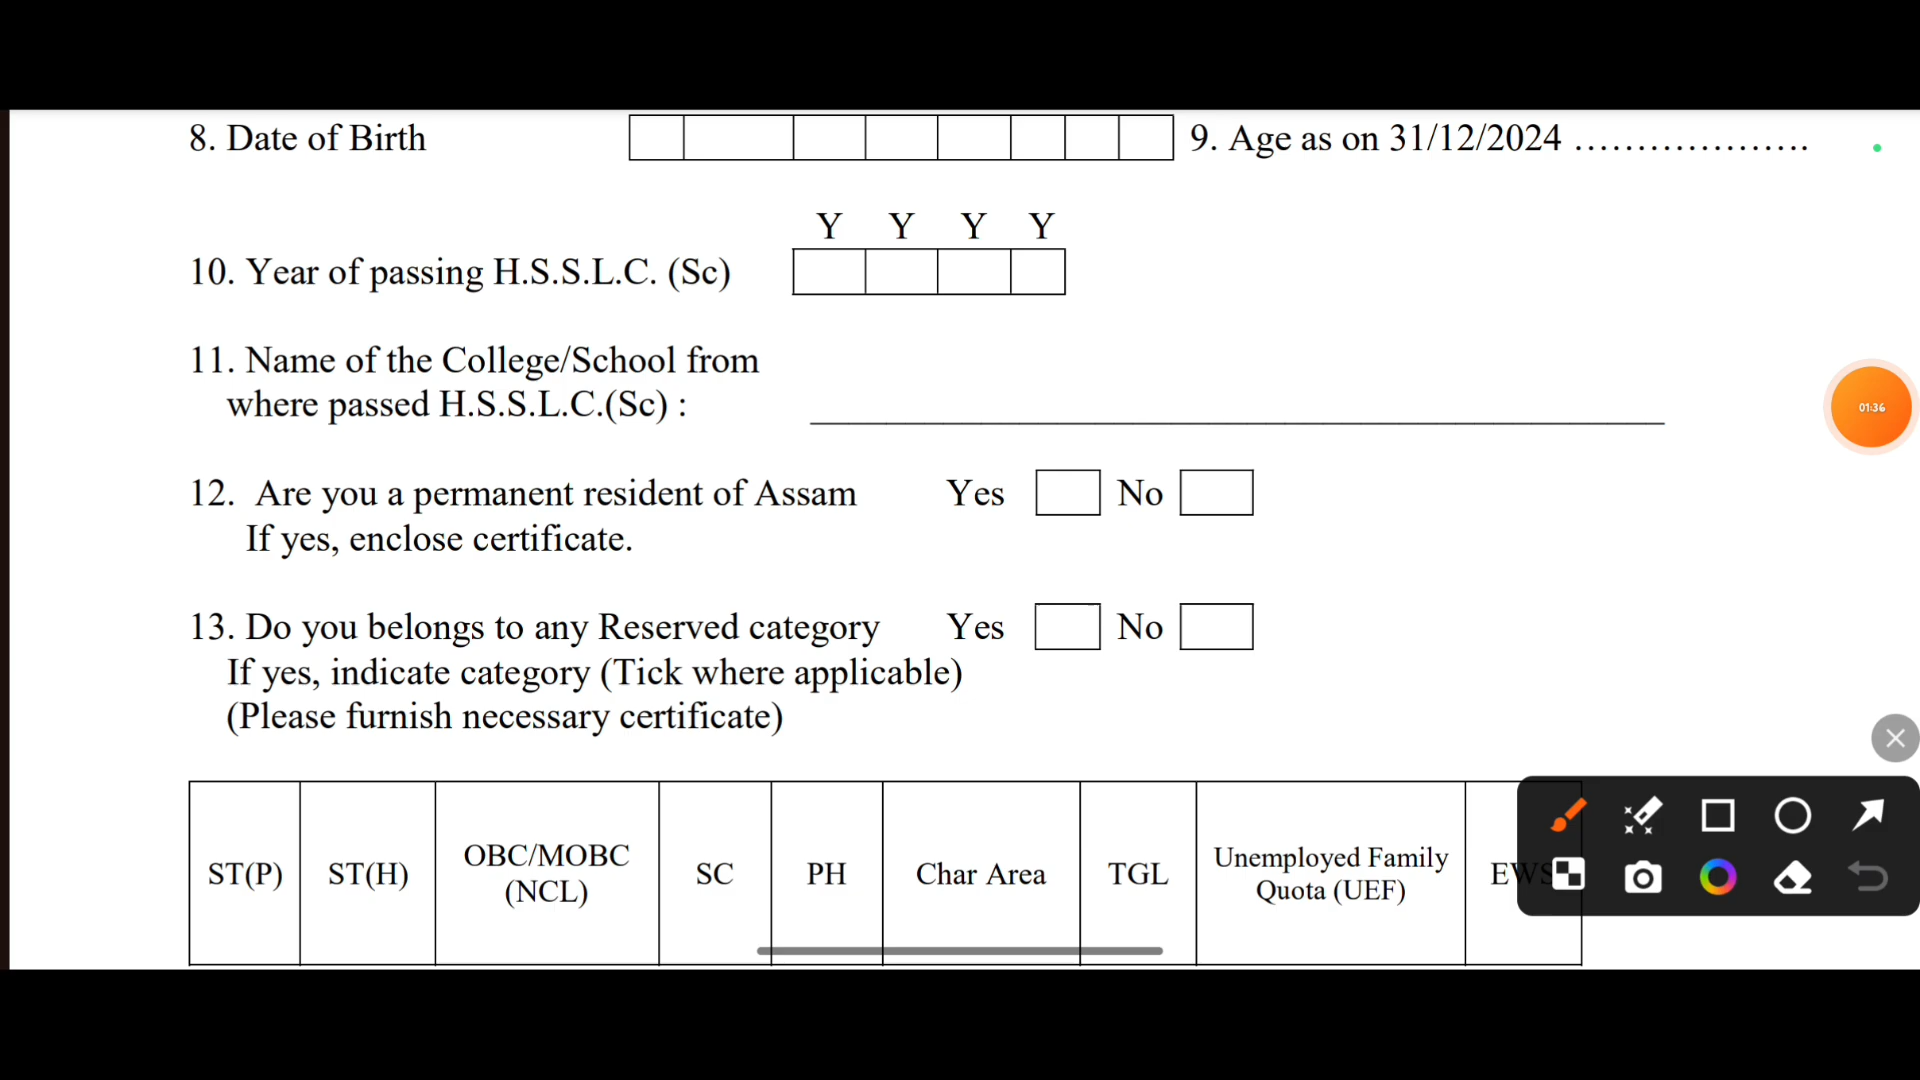 8. Date of Birth 9. Age as on 31/12/2024 ...................
Y Y Y Y
10. Year of passing H.S.S.L.C. (Sc)
11. Name of the College/School from
where passed H.S.S.L.C.(Sc) :
12. Are you a permanent resident of Assam Yes No
If yes, enclose certificate.
13. Do you belongs to any Reserved category Yes No
If yes, indicate category (Tick where applicable)
(Please furnish necessary certificate)
ST(P) ST(H) OBC/MOBC (NCL) SC PH Char Area TGL Unemployed Family Quota (UEF) EWS
01:36